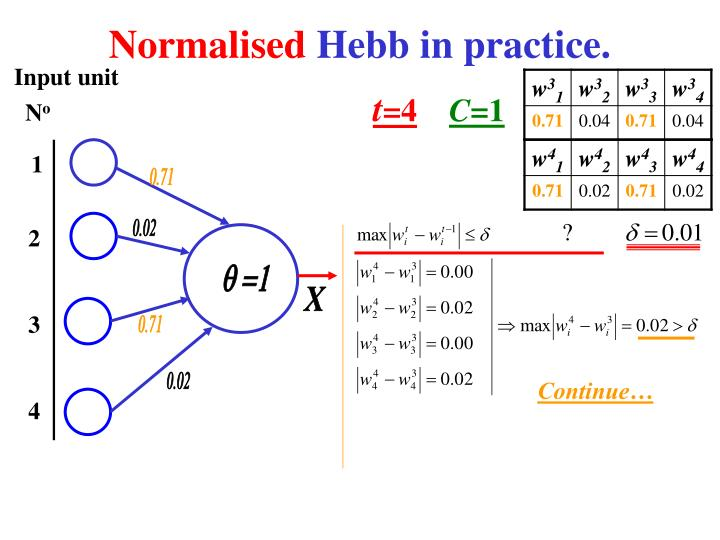 Normalised Hebb in practice.
Input unit
Nº
t=4 C=1
w³₁ w³₂ w³₃ w³₄
0.71 0.04 0.71 0.04
w⁴₁ w⁴₂ w⁴₃ w⁴₄
0.71 0.02 0.71 0.02
1
0.71
2
0.02
θ=1
X
3
0.71
0.02
4
max|wᵢᵗ − wᵢᵗ⁻¹| ≤ δ ? δ = 0.01
|w₁⁴ − w₁³| = 0.00
|w₂⁴ − w₂³| = 0.02
|w₃⁴ − w₃³| = 0.00
|w₄⁴ − w₄³| = 0.02
⇒ max|wᵢ⁴ − wᵢ³| = 0.02 > δ
Continue…